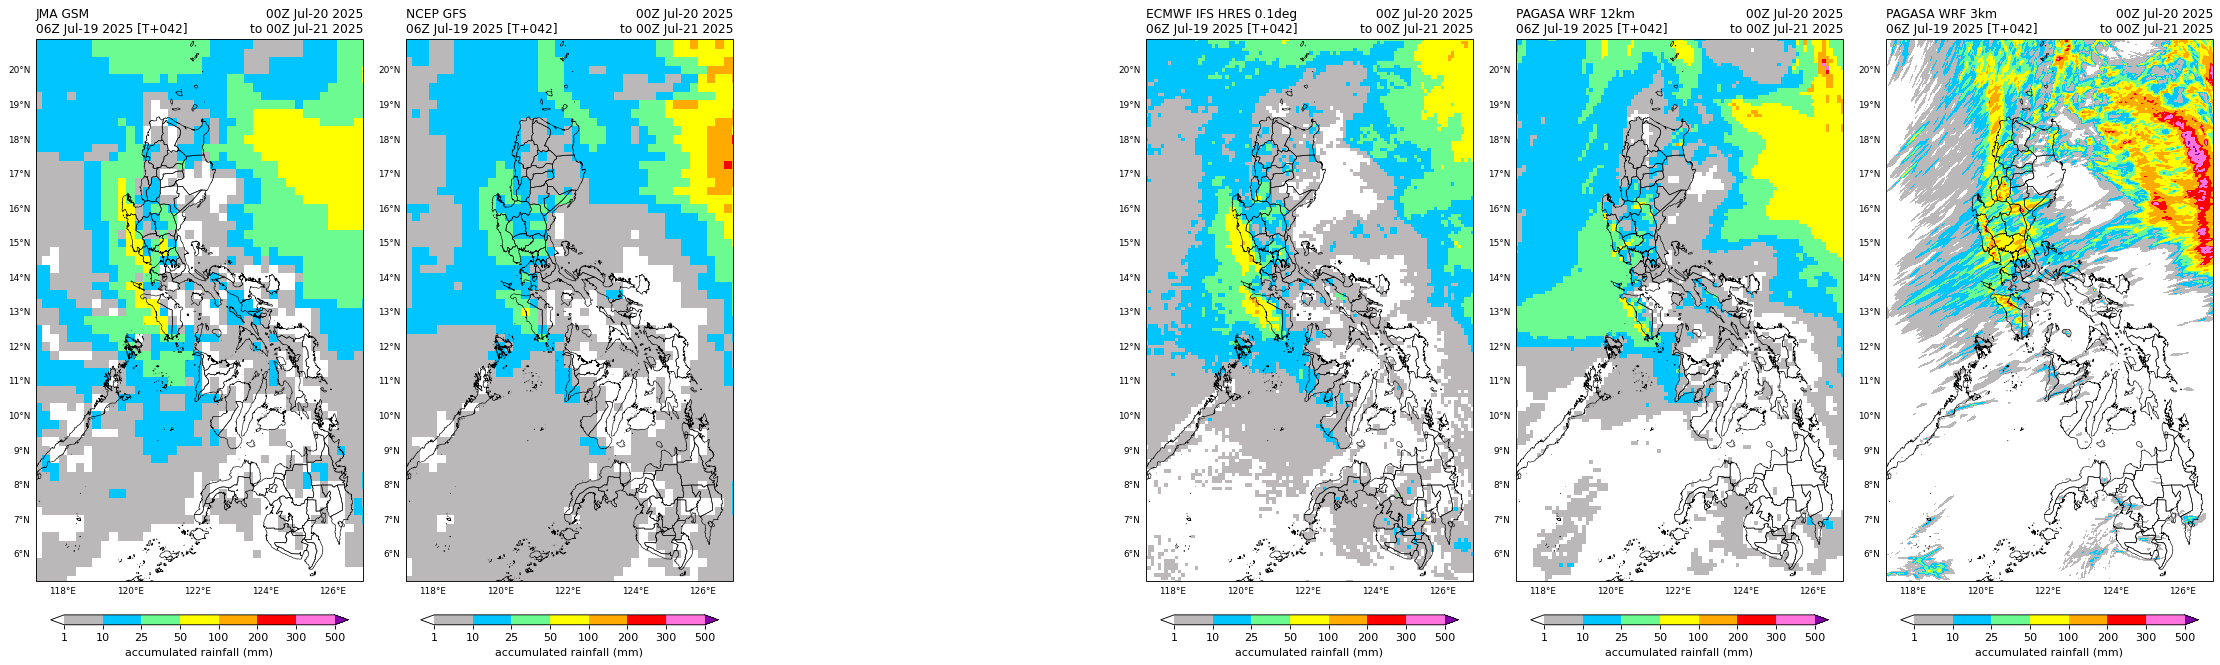 JMA GSM 00Z Jul-20 2025
06Z Jul-19 2025 [T+042] to 00Z Jul-21 2025
20°N
19°N
18°N
17°N
16°N
15°N
14°N
13°N
12°N
11°N
10°N
9°N
8°N
7°N
6°N
118°E 120°E 122°E 124°E 126°E
1 10 25 50 100 200 300 500
accumulated rainfall (mm)
NCEP GFS 00Z Jul-20 2025
06Z Jul-19 2025 [T+042] to 00Z Jul-21 2025
20°N
19°N
18°N
17°N
16°N
15°N
14°N
13°N
12°N
11°N
10°N
9°N
8°N
7°N
6°N
118°E 120°E 122°E 124°E 126°E
1 10 25 50 100 200 300 500
accumulated rainfall (mm)
ECMWF IFS HRES 0.1deg 00Z Jul-20 2025
06Z Jul-19 2025 [T+042] to 00Z Jul-21 2025
20°N
19°N
18°N
17°N
16°N
15°N
14°N
13°N
12°N
11°N
10°N
9°N
8°N
7°N
6°N
118°E 120°E 122°E 124°E 126°E
1 10 25 50 100 200 300 500
accumulated rainfall (mm)
PAGASA WRF 12km 00Z Jul-20 2025
06Z Jul-19 2025 [T+042] to 00Z Jul-21 2025
20°N
19°N
18°N
17°N
16°N
15°N
14°N
13°N
12°N
11°N
10°N
9°N
8°N
7°N
6°N
118°E 120°E 122°E 124°E 126°E
1 10 25 50 100 200 300 500
accumulated rainfall (mm)
PAGASA WRF 3km 00Z Jul-20 2025
06Z Jul-19 2025 [T+042] to 00Z Jul-21 2025
20°N
19°N
18°N
17°N
16°N
15°N
14°N
13°N
12°N
11°N
10°N
9°N
8°N
7°N
6°N
118°E 120°E 122°E 124°E 126°E
1 10 25 50 100 200 300 500
accumulated rainfall (mm)